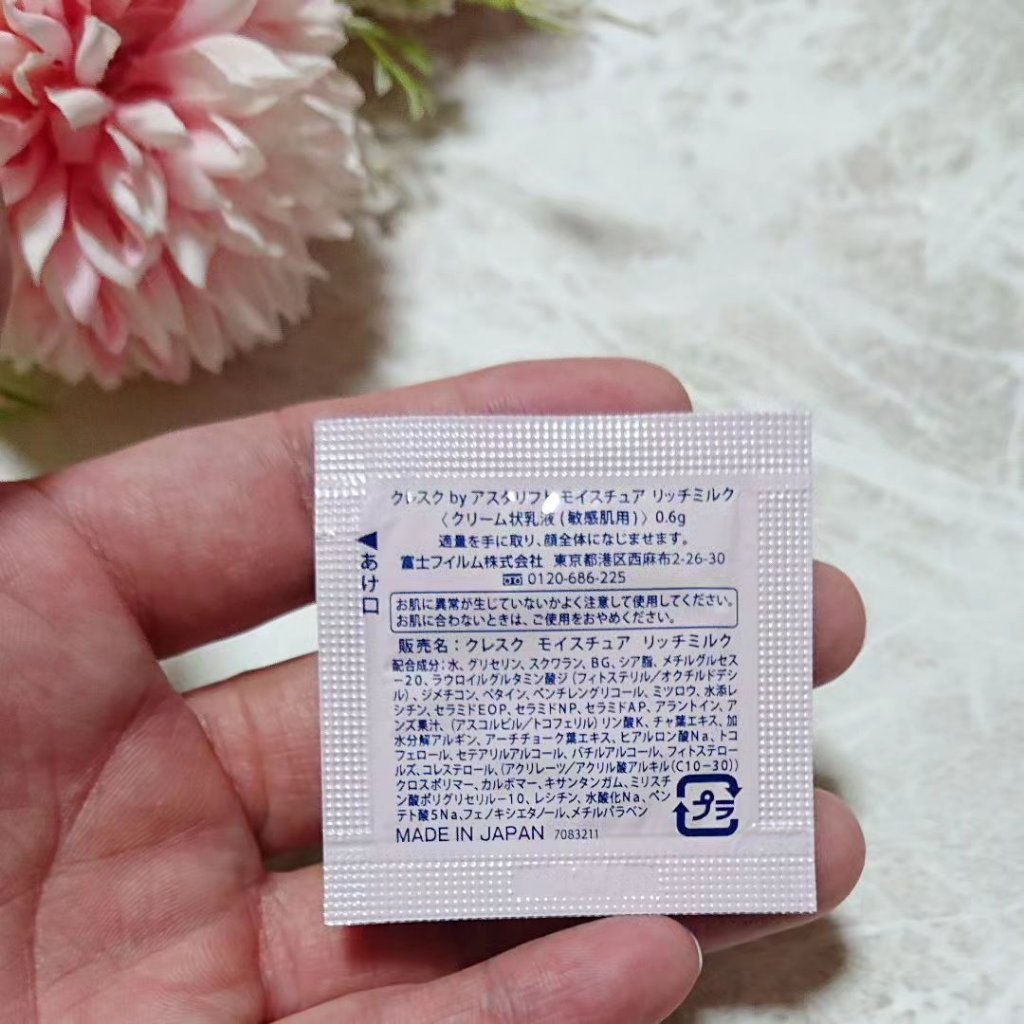 クレスク by アスタリフト モイスチュア リッチミルク
〈クリーム状乳液 (敏感肌用)〉 0.6g
適量を手に取り、顔全体になじませます。
富士フイルム株式会社 東京都港区西麻布2-26-30
0120-686-225
あけ口
お肌に異常が生じていないかよく注意して使用してください。
お肌に合わないときは、ご使用をおやめください。
販売名：クレスク モイスチュア リッチミルク
配合成分：水、グリセリン、スクワラン、BG、シア脂、メチルグルセス
-20、ラウロイルグルタミン酸ジ（フィトステリル／オクチルドデシ
ル）、ジメチコン、ベタイン、ペンチレングリコール、ミツロウ、水添レ
シチン、セラミドEOP、セラミドNP、セラミドAP、アラントイン、ア
ンズ果汁、（アスコルビル／トコフェリル）リン酸K、チャ葉エキス、加
水分解アルギン、アーチチョーク葉エキス、ヒアルロン酸Na、トコ
フェロール、セテアリルアルコール、バチルアルコール、フィトステロー
ルズ、コレステロール、（アクリレーツ／アクリル酸アルキル（C10-30））
クロスポリマー、カルボマー、キサンタンガム、ミリスチ
ン酸ポリグリセリル-10、レシチン、水酸化Na、ペン
テト酸5Na、フェノキシエタノール、メチルパラベン
プラ
MADE IN JAPAN 7083211